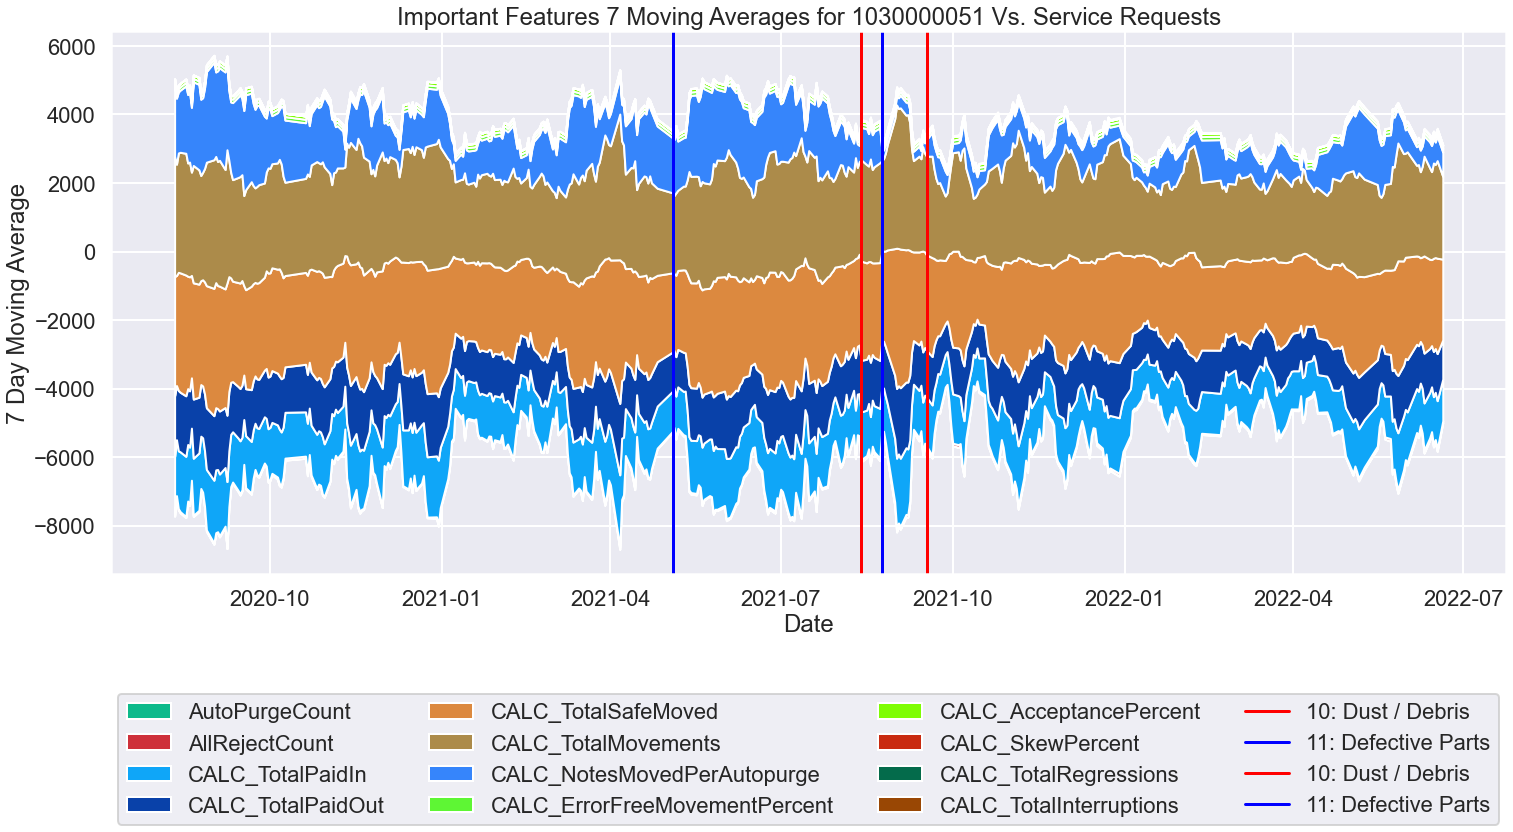 Important Features 7 Moving Averages for 1030000051 Vs. Service Requests
6000
4000
2000
0
−2000
−4000
−6000
−8000
7 Day Moving Average
2020-10 2021-01 2021-04 2021-07 2021-10 2022-01 2022-04 2022-07
Date
AutoPurgeCount CALC_TotalSafeMoved CALC_AcceptancePercent 10: Dust / Debris
AllRejectCount CALC_TotalMovements CALC_SkewPercent 11: Defective Parts
CALC_TotalPaidIn CALC_NotesMovedPerAutopurge CALC_TotalRegressions 10: Dust / Debris
CALC_TotalPaidOut CALC_ErrorFreeMovementPercent CALC_TotalInterruptions 11: Defective Parts